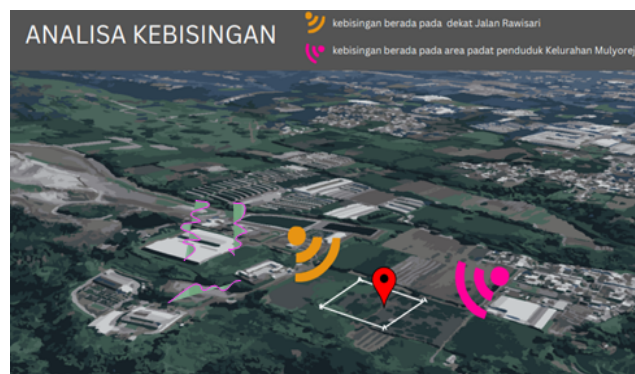 ANALISA KEBISINGAN
kebisingan berada pada dekat Jalan Rawisari
kebisingan berada pada area padat penduduk Kelurahan Mulyorej